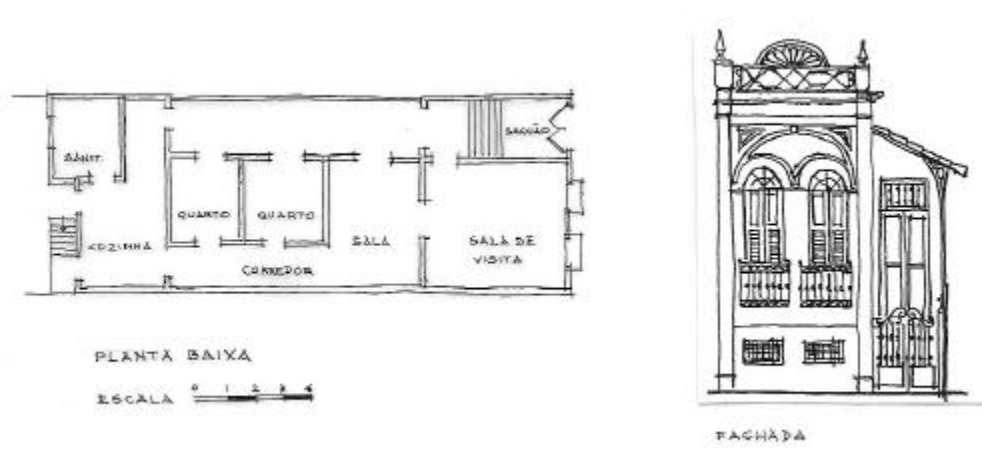 SANIT.
SAGUÃO
QUARTO
QUARTO
COZINHA
SALA
SALA DE
VISITA
CORREDOR
PLANTA BAIXA
ESCALA 0 1 2 3 4
FACHADA